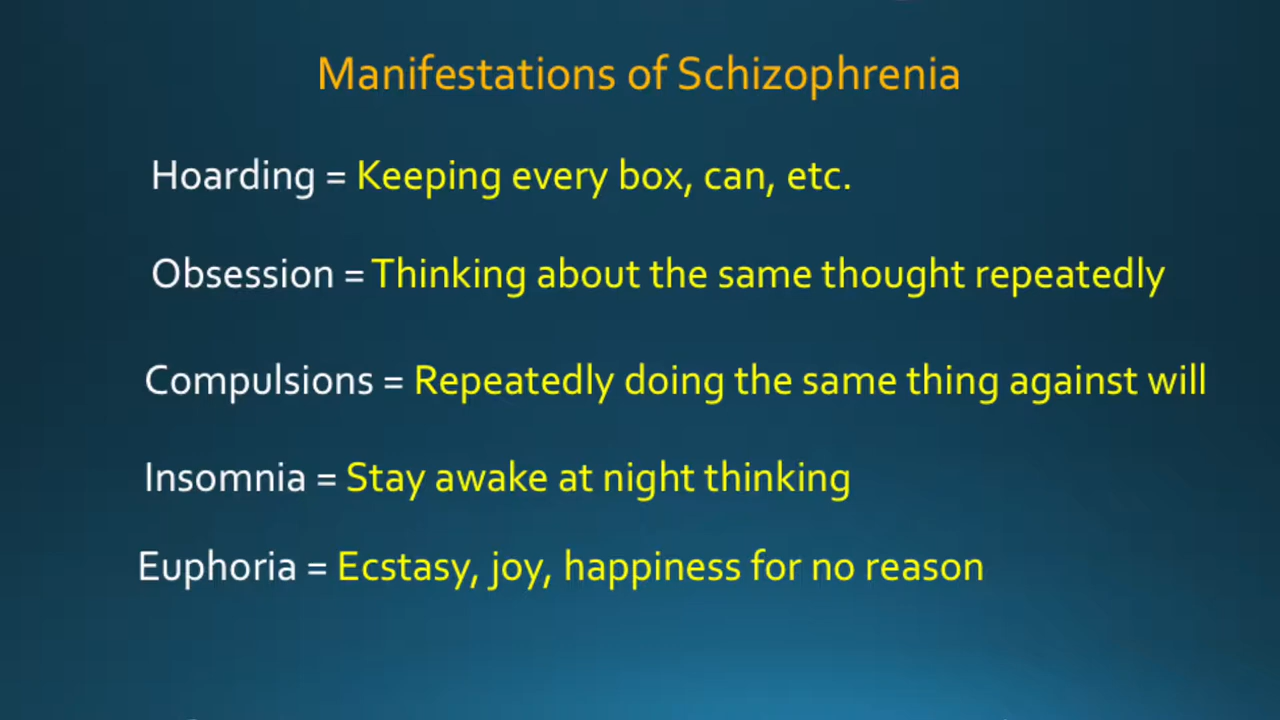 Manifestations of Schizophrenia
Hoarding = Keeping every box, can, etc.
Obsession = Thinking about the same thought repeatedly
Compulsions = Repeatedly doing the same thing against will
Insomnia = Stay awake at night thinking
Euphoria = Ecstasy, joy, happiness for no reason